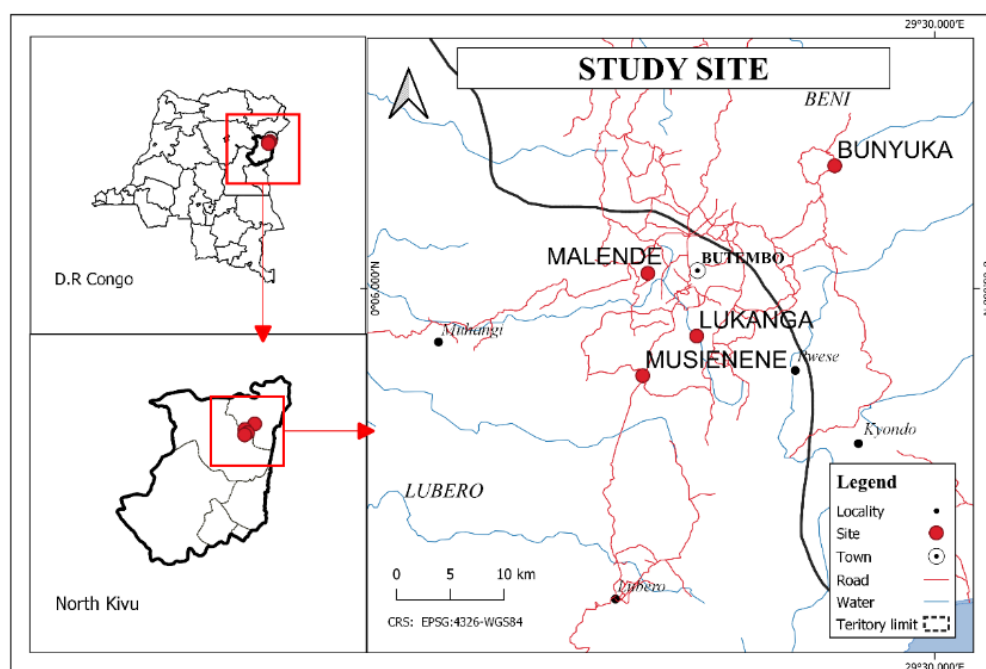 29°30.000'E
STUDY SITE
BENI
BUNYUKA
D.R Congo
MALENDE
BUTEMBO
0°06.000'N
Muhangi
LUKANGA
MUSIENENE
Kyondo
LUBERO
Lubero
North Kivu
0 5 10 km
CRS: EPSG:4326-WGS84
Legend
Locality
Site
Town
Road
Water
Teritory limit
29°30.000'E